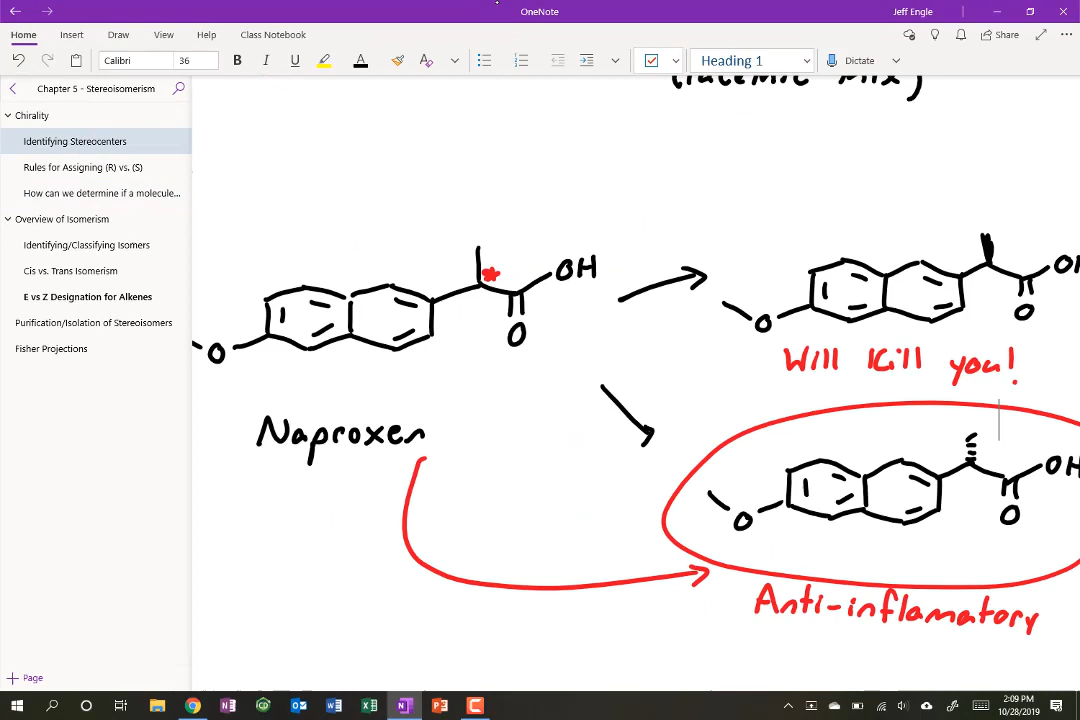 OneNote
Jeff Engle
Home Insert Draw View Help Class Notebook
Share
Calibri 36 B I U A Heading 1 Dictate
Chapter 5 - Stereoisomerism
Chirality
Identifying Stereocenters
Rules for Assigning (R) vs. (S)
How can we determine if a molecule...
Overview of Isomerism
Identifying/Classifying Isomers
Cis vs. Trans Isomerism
E vs Z Designation for Alkenes
Purification/Isolation of Stereoisomers
Fisher Projections
Page
(racemic mix)
OH
O
O
Naproxen
OH
O
O
Will Kill you!
OH
O
O
Anti-inflamatory
2:09 PM
10/28/2019